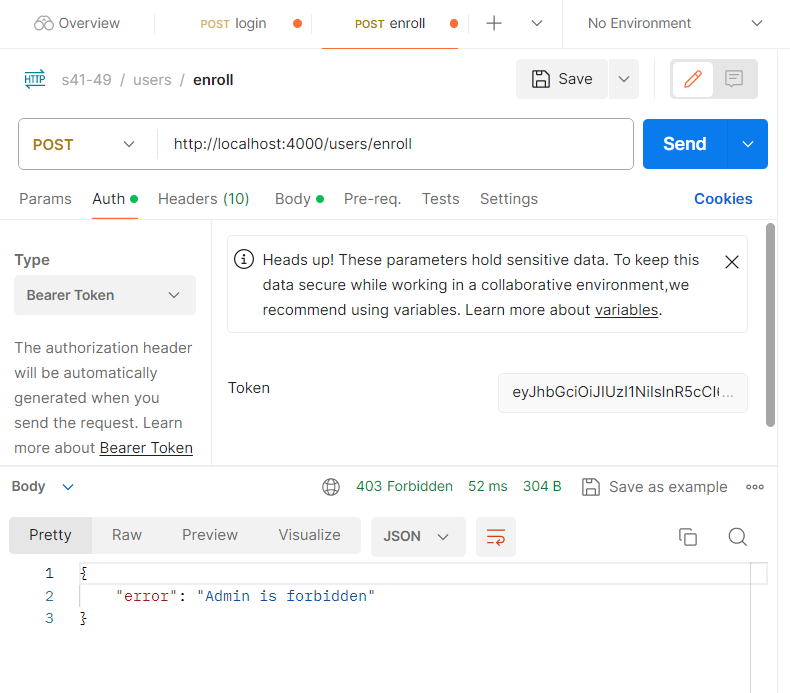 Overview
POST login
POST enroll
No Environment
HTTP
s41-49 / users / enroll
Save
POST
http://localhost:4000/users/enroll
Send
Params
Auth
Headers (10)
Body
Pre-req.
Tests
Settings
Cookies
Type
Bearer Token
The authorization header
will be automatically
generated when you
send the request. Learn
more about Bearer Token
Heads up! These parameters hold sensitive data. To keep this
data secure while working in a collaborative environment,we
recommend using variables. Learn more about variables.
Token
eyJhbGciOiJIUzI1NiIsInR5cCI6...
Body
403 Forbidden
52 ms
304 B
Save as example
Pretty
Raw
Preview
Visualize
JSON
1 {
2 "error": "Admin is forbidden"
3 }